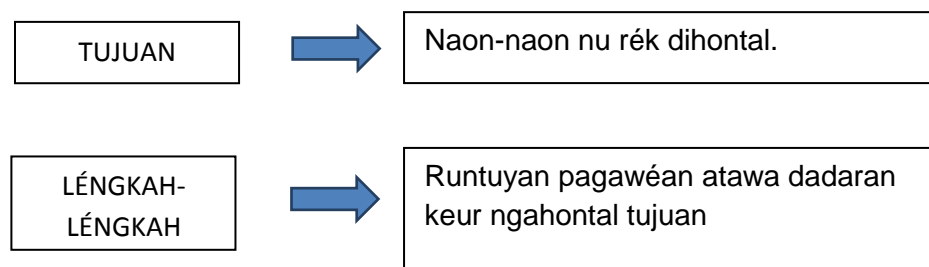 TUJUAN
Naon-naon nu rék dihontal.
LÉNGKAH-
LÉNGKAH
Runtuyan pagawéan atawa dadaran
keur ngahontal tujuan